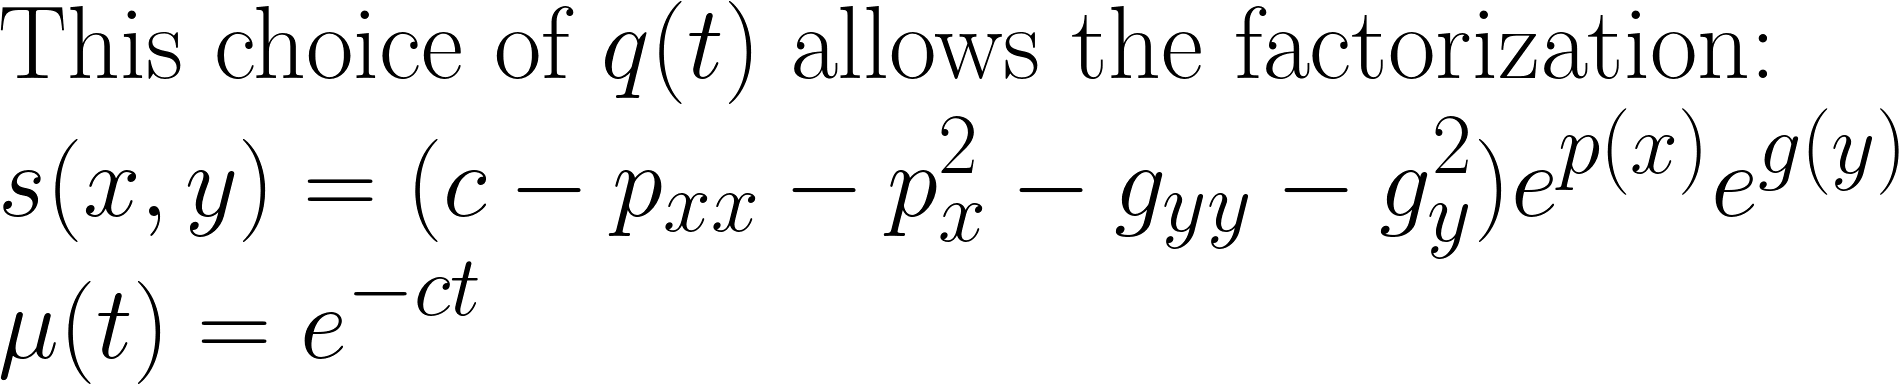 This choice of q(t) allows the factorization:
s(x, y) = (c − p_{xx} − p_x^2 − g_{yy} − g_y^2)e^{p(x)}e^{g(y)}
μ(t) = e^{−ct}